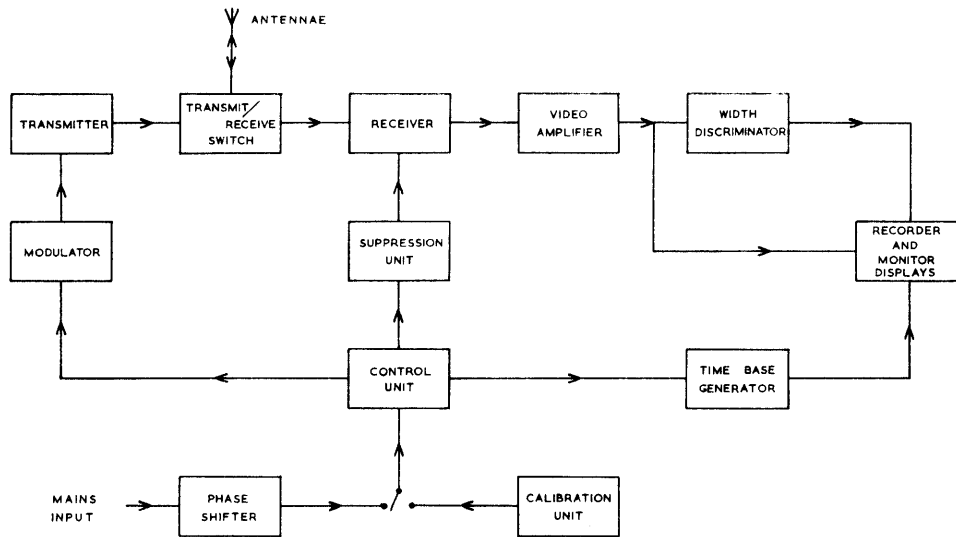 ANTENNAE
TRANSMITTER
TRANSMIT/
RECEIVE
SWITCH
RECEIVER
VIDEO
AMPLIFIER
WIDTH
DISCRIMINATOR
MODULATOR
SUPPRESSION
UNIT
RECORDER
AND
MONITOR
DISPLAYS
CONTROL
UNIT
TIME BASE
GENERATOR
MAINS
INPUT
PHASE
SHIFTER
CALIBRATION
UNIT